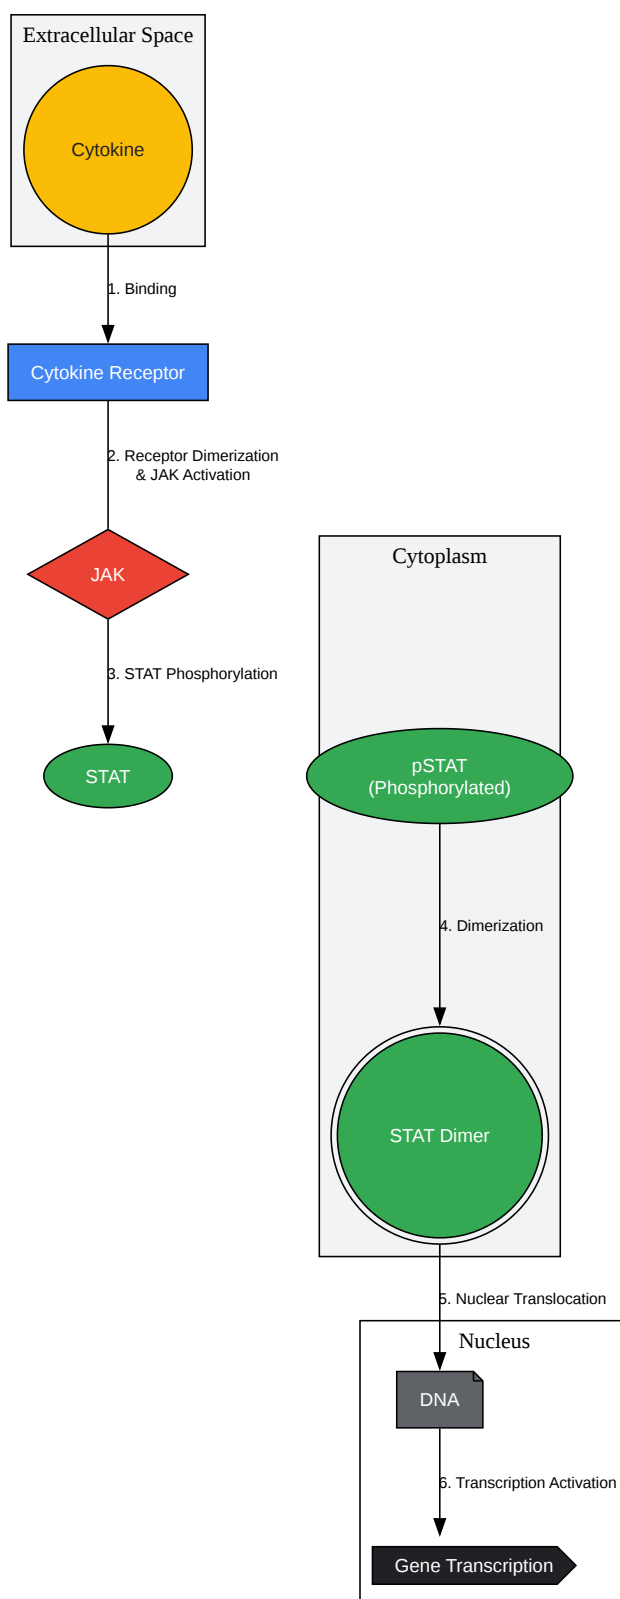 Extracellular Space
Cytokine
1. Binding
Cytokine Receptor
2. Receptor Dimerization
& JAK Activation
JAK
3. STAT Phosphorylation
STAT
Cytoplasm
pSTAT
(Phosphorylated)
4. Dimerization
STAT Dimer
5. Nuclear Translocation
Nucleus
DNA
6. Transcription Activation
Gene Transcription